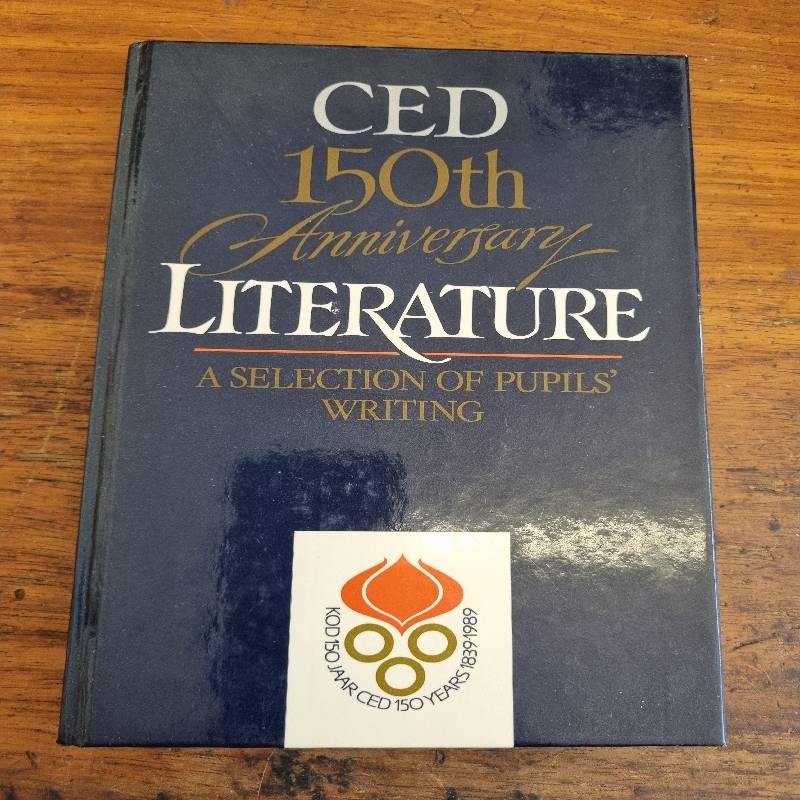 CED
150th
Anniversary
LITERATURE
A SELECTION OF PUPILS'
WRITING
KOD 150 JAAR CED 150 YEARS 1839-1989